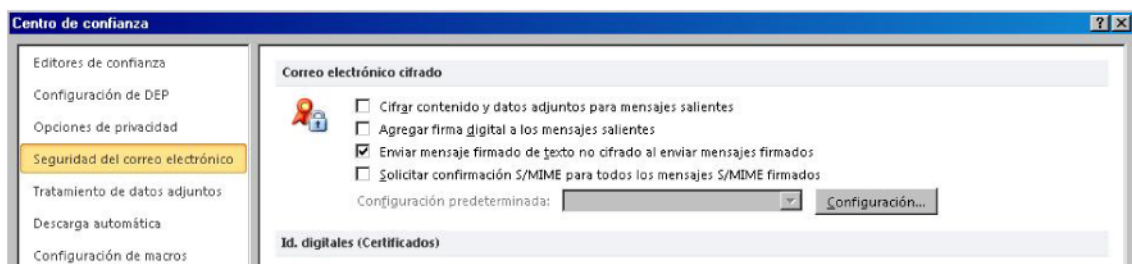 Centro de confianza
Editores de confianza
Configuración de DEP
Opciones de privacidad
Seguridad del correo electrónico
Tratamiento de datos adjuntos
Descarga automática
Configuración de macros
Correo electrónico cifrado
Cifrar contenido y datos adjuntos para mensajes salientes
Agregar firma digital a los mensajes salientes
Enviar mensaje firmado de texto no cifrado al enviar mensajes firmados
Solicitar confirmación S/MIME para todos los mensajes S/MIME firmados
Configuración predeterminada: Configuración...
Id. digitales (Certificados)